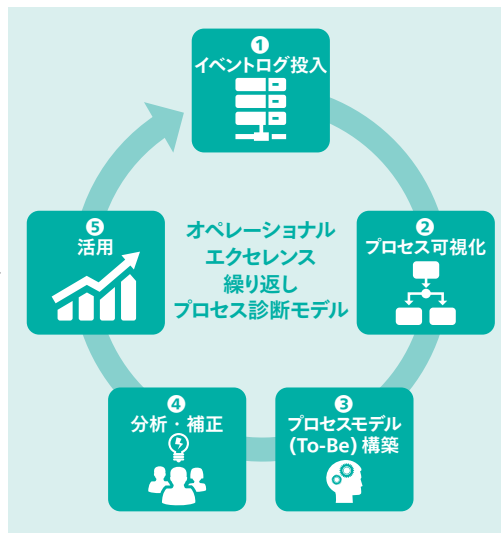 ❶
イベントログ投入
❷
プロセス可視化
❸
プロセスモデル
(To-Be) 構築
❹
分析・補正
❺
活用
オペレーショナル
エクセレンス
繰り返し
プロセス診断モデル